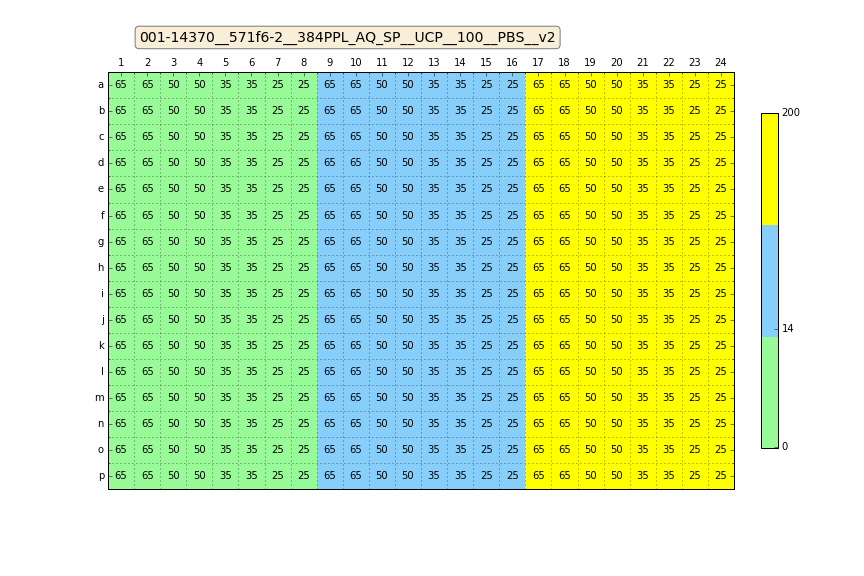 001-14370__571f6-2__384PPL_AQ_SP__UCP__100__PBS__v2
1 2 3 4 5 6 7 8 9 10 11 12 13 14 15 16 17 18 19 20 21 22 23 24
a 65 65 50 50 35 35 25 25 65 65 50 50 35 35 25 25 65 65 50 50 35 35 25 25
200
b 65 65 50 50 35 35 25 25 65 65 50 50 35 35 25 25 65 65 50 50 35 35 25 25
c 65 65 50 50 35 35 25 25 65 65 50 50 35 35 25 25 65 65 50 50 35 35 25 25
d 65 65 50 50 35 35 25 25 65 65 50 50 35 35 25 25 65 65 50 50 35 35 25 25
e 65 65 50 50 35 35 25 25 65 65 50 50 35 35 25 25 65 65 50 50 35 35 25 25
f 65 65 50 50 35 35 25 25 65 65 50 50 35 35 25 25 65 65 50 50 35 35 25 25
g 65 65 50 50 35 35 25 25 65 65 50 50 35 35 25 25 65 65 50 50 35 35 25 25
h 65 65 50 50 35 35 25 25 65 65 50 50 35 35 25 25 65 65 50 50 35 35 25 25
i 65 65 50 50 35 35 25 25 65 65 50 50 35 35 25 25 65 65 50 50 35 35 25 25
j 65 65 50 50 35 35 25 25 65 65 50 50 35 35 25 25 65 65 50 50 35 35 25 25
14
k 65 65 50 50 35 35 25 25 65 65 50 50 35 35 25 25 65 65 50 50 35 35 25 25
l 65 65 50 50 35 35 25 25 65 65 50 50 35 35 25 25 65 65 50 50 35 35 25 25
m 65 65 50 50 35 35 25 25 65 65 50 50 35 35 25 25 65 65 50 50 35 35 25 25
n 65 65 50 50 35 35 25 25 65 65 50 50 35 35 25 25 65 65 50 50 35 35 25 25
o 65 65 50 50 35 35 25 25 65 65 50 50 35 35 25 25 65 65 50 50 35 35 25 25
0
p 65 65 50 50 35 35 25 25 65 65 50 50 35 35 25 25 65 65 50 50 35 35 25 25